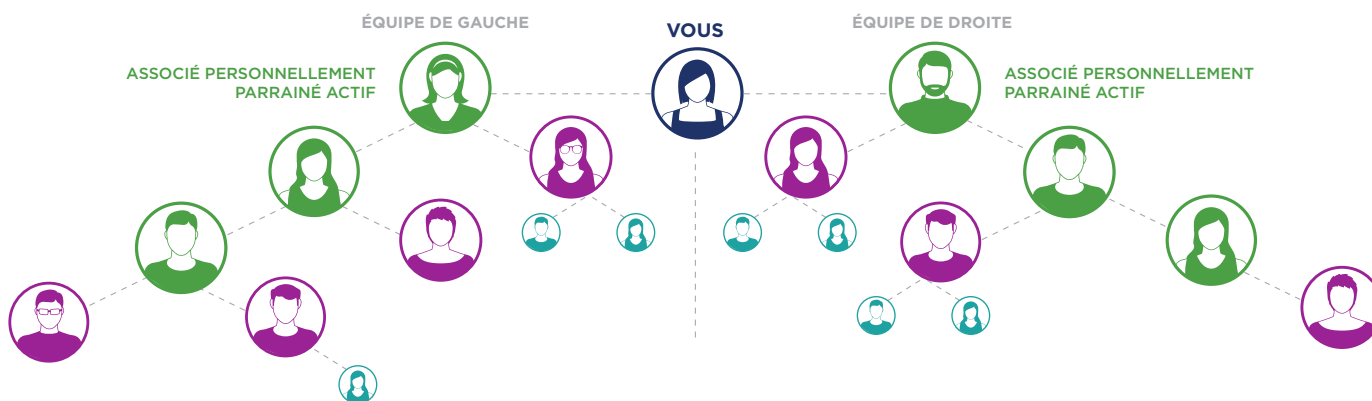 ÉQUIPE DE GAUCHE
VOUS
ÉQUIPE DE DROITE
ASSOCIÉ PERSONNELLEMENT
PARRAINÉ ACTIF
ASSOCIÉ PERSONNELLEMENT
PARRAINÉ ACTIF